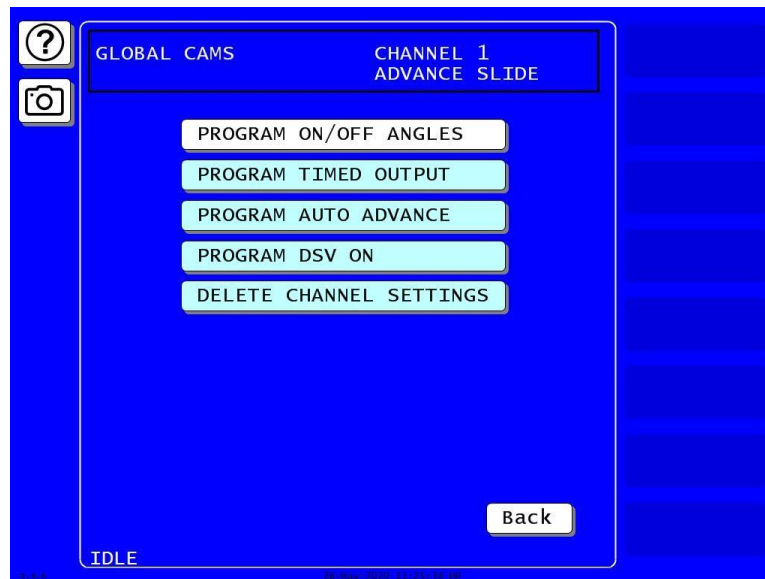 ?
GLOBAL CAMS CHANNEL 1
ADVANCE SLIDE
PROGRAM ON/OFF ANGLES
PROGRAM TIMED OUTPUT
PROGRAM AUTO ADVANCE
PROGRAM DSV ON
DELETE CHANNEL SETTINGS
Back
IDLE